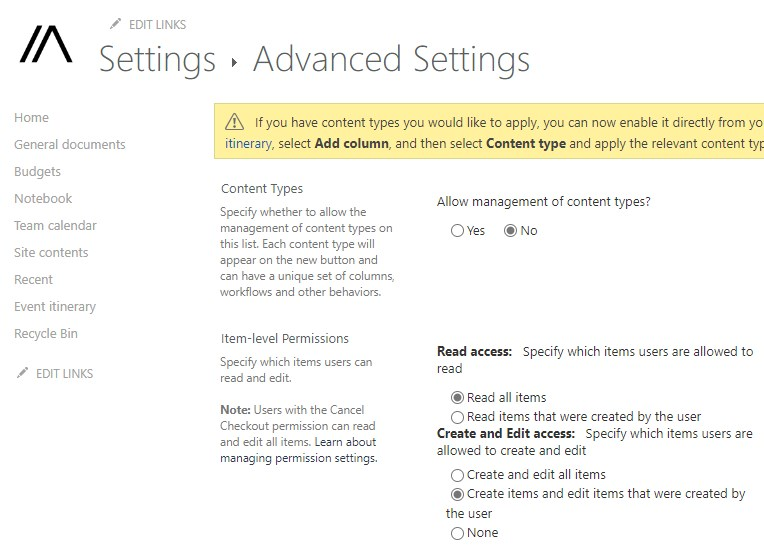 EDIT LINKS
Settings ▸ Advanced Settings
Home
General documents
Budgets
Notebook
Team calendar
Site contents
Recent
Event itinerary
Recycle Bin
EDIT LINKS
If you have content types you would like to apply, you can now enable it directly from yo
itinerary, select Add column, and then select Content type and apply the relevant content typ
Content Types
Specify whether to allow the
management of content types on
this list. Each content type will
appear on the new button and
can have a unique set of columns,
workflows and other behaviors.
Allow management of content types?
Yes No
Item-level Permissions
Specify which items users can
read and edit.
Note: Users with the Cancel
Checkout permission can read
and edit all items. Learn about
managing permission settings.
Read access: Specify which items users are allowed to
read
Read all items
Read items that were created by the user
Create and Edit access: Specify which items users are
allowed to create and edit
Create and edit all items
Create items and edit items that were created by
the user
None